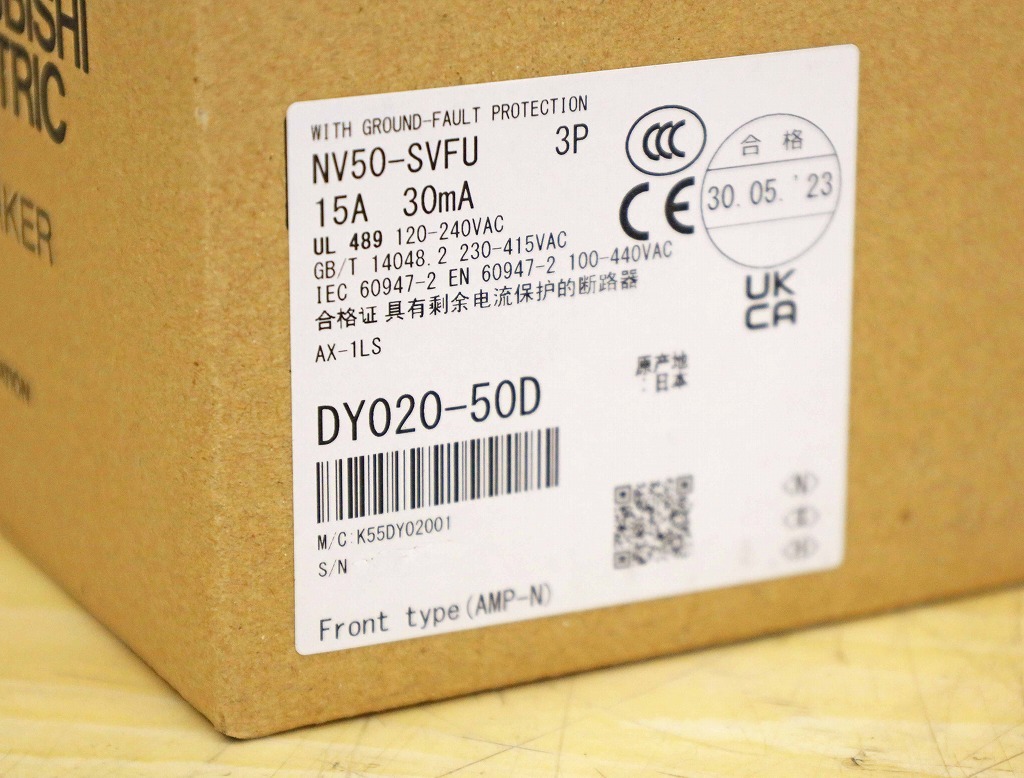 WITH GROUND-FAULT PROTECTION
NV50-SVFU 3P
15A 30mA
UL 489 120-240VAC
GB/T 14048.2 230-415VAC
IEC 60947-2 EN 60947-2 100-440VAC
合格证 具有剩余电流保护的断路器
AX-1LS
CCC
CE
合格
30.05.'23
UK
CA
原产地
:日本
DY020-50D
M/C:K55DY02001
S/N
Front type(AMP-N)